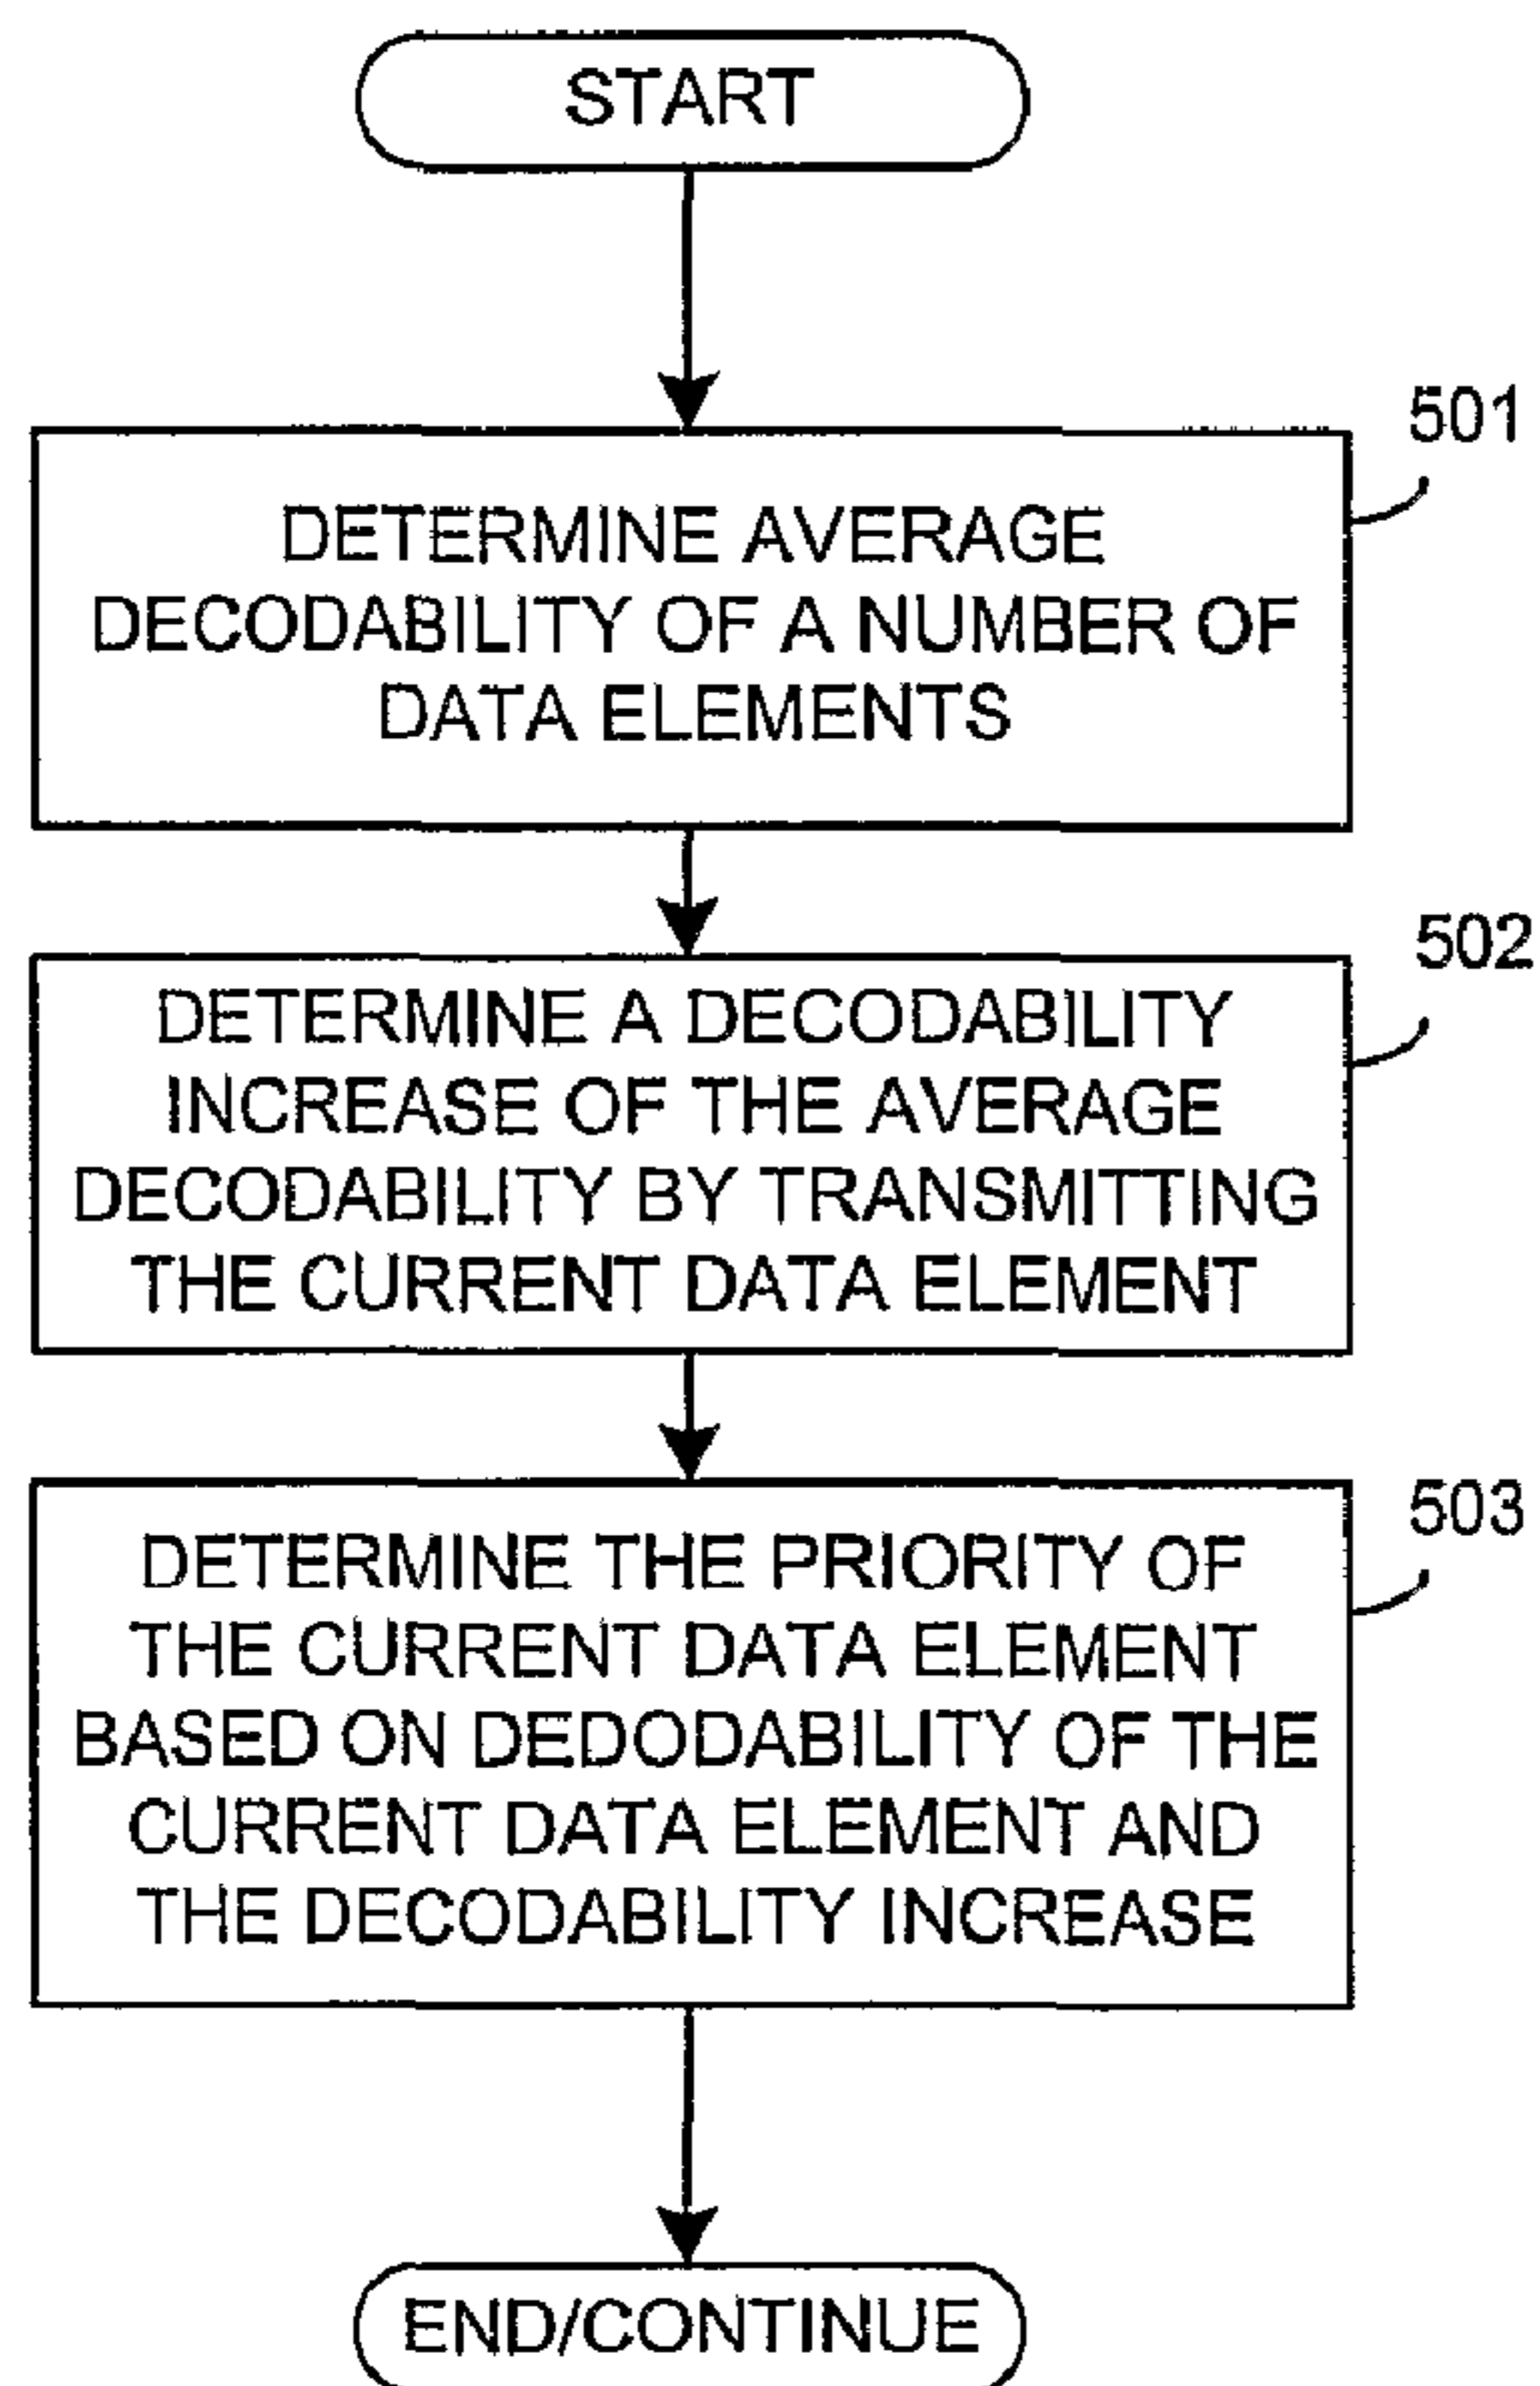 START
501
DETERMINE AVERAGE
DECODABILITY OF A NUMBER OF
DATA ELEMENTS
502
DETERMINE A DECODABILITY
INCREASE OF THE AVERAGE
DECODABILITY BY TRANSMITTING
THE CURRENT DATA ELEMENT
503
DETERMINE THE PRIORITY OF
THE CURRENT DATA ELEMENT
BASED ON DEDODABILITY OF THE
CURRENT DATA ELEMENT AND
THE DECODABILITY INCREASE
END/CONTINUE